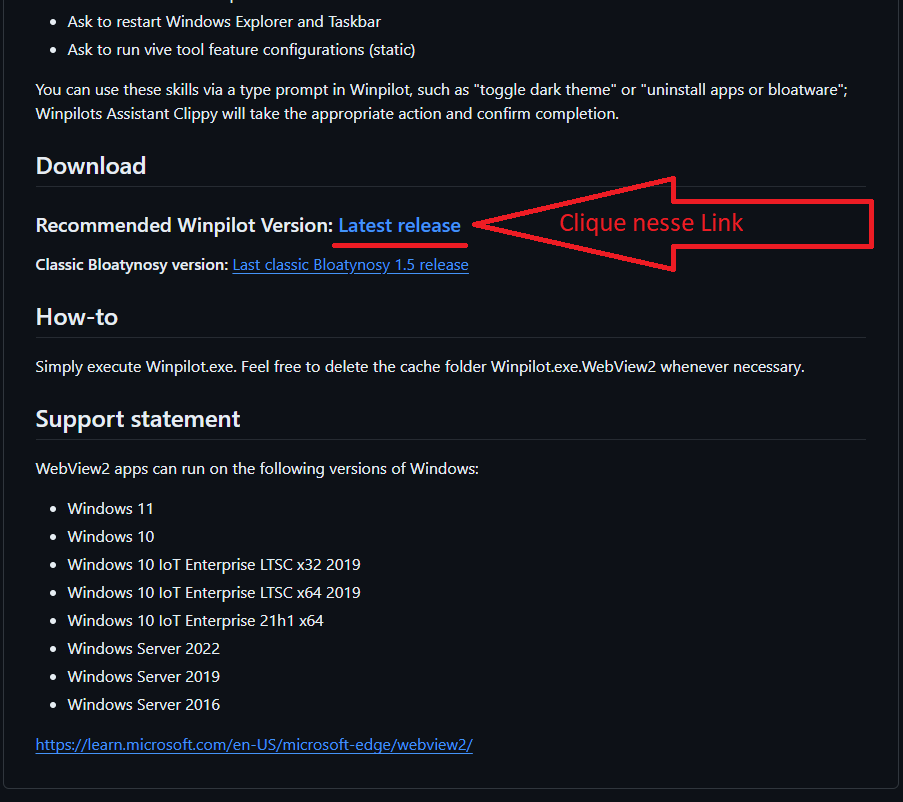 Ask to restart Windows Explorer and Taskbar
Ask to run vive tool feature configurations (static)
You can use these skills via a type prompt in Winpilot, such as "toggle dark theme" or "uninstall apps or bloatware";
Winpilots Assistant Clippy will take the appropriate action and confirm completion.
Download
Recommended Winpilot Version: Latest release
Clique nesse Link
Classic Bloatynosy version: Last classic Bloatynosy 1.5 release
How-to
Simply execute Winpilot.exe. Feel free to delete the cache folder Winpilot.exe.WebView2 whenever necessary.
Support statement
WebView2 apps can run on the following versions of Windows:
Windows 11
Windows 10
Windows 10 IoT Enterprise LTSC x32 2019
Windows 10 IoT Enterprise LTSC x64 2019
Windows 10 IoT Enterprise 21h1 x64
Windows Server 2022
Windows Server 2019
Windows Server 2016
https://learn.microsoft.com/en-US/microsoft-edge/webview2/